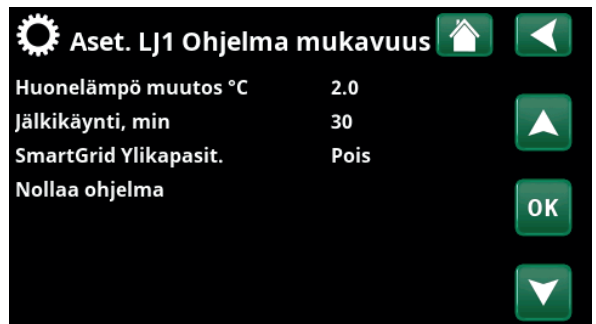 Aset. LJ1 Ohjelma mukavuus
Huonelämpö muutos °C 2.0
Jälkikäynti, min 30
SmartGrid Ylikapasit. Pois
Nollaa ohjelma
OK